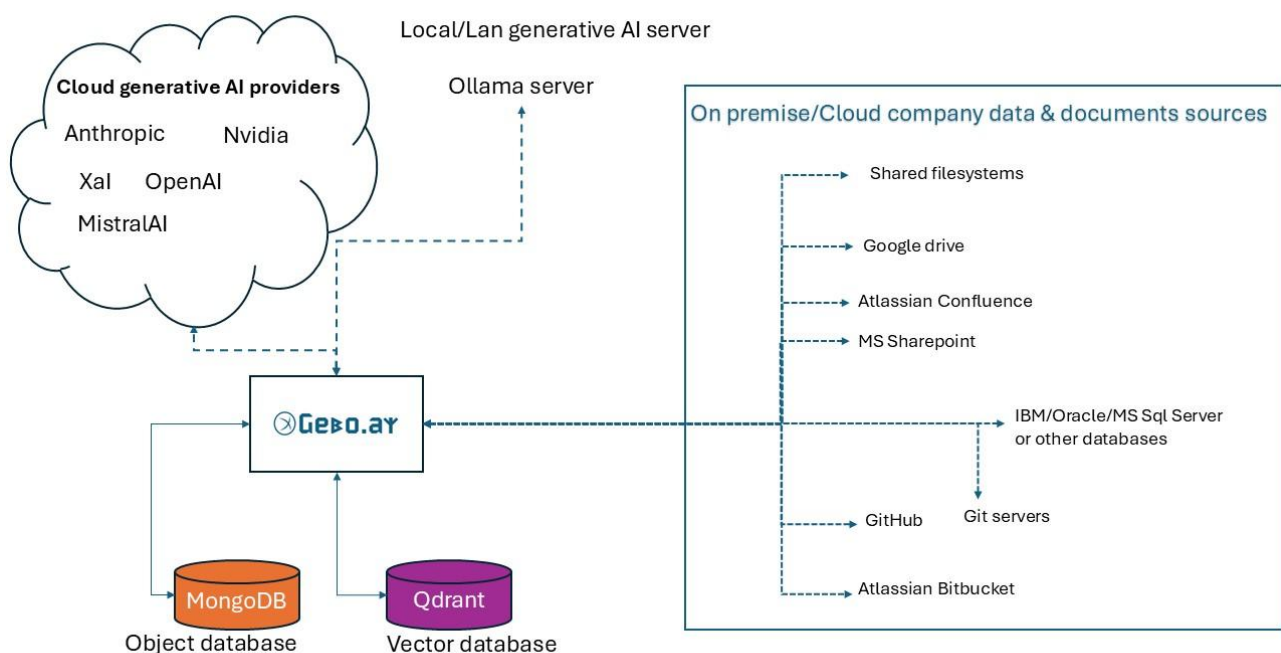 Local/Lan generative AI server
Cloud generative AI providers
Ollama server
Anthropic
Nvidia
XaI
OpenAI
MistralAI
On premise/Cloud company data & documents sources
Shared filesystems
Google drive
Atlassian Confluence
MS Sharepoint
Gebo.ai
IBM/Oracle/MS Sql Server
or other databases
GitHub
Git servers
Atlassian Bitbucket
MongoDB
Object database
Qdrant
Vector database